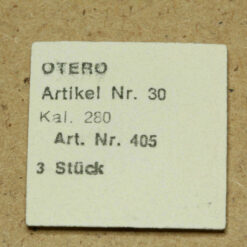 OTERO
Artikel Nr. 30
Kal. 280
Art. Nr. 405
3 Stück